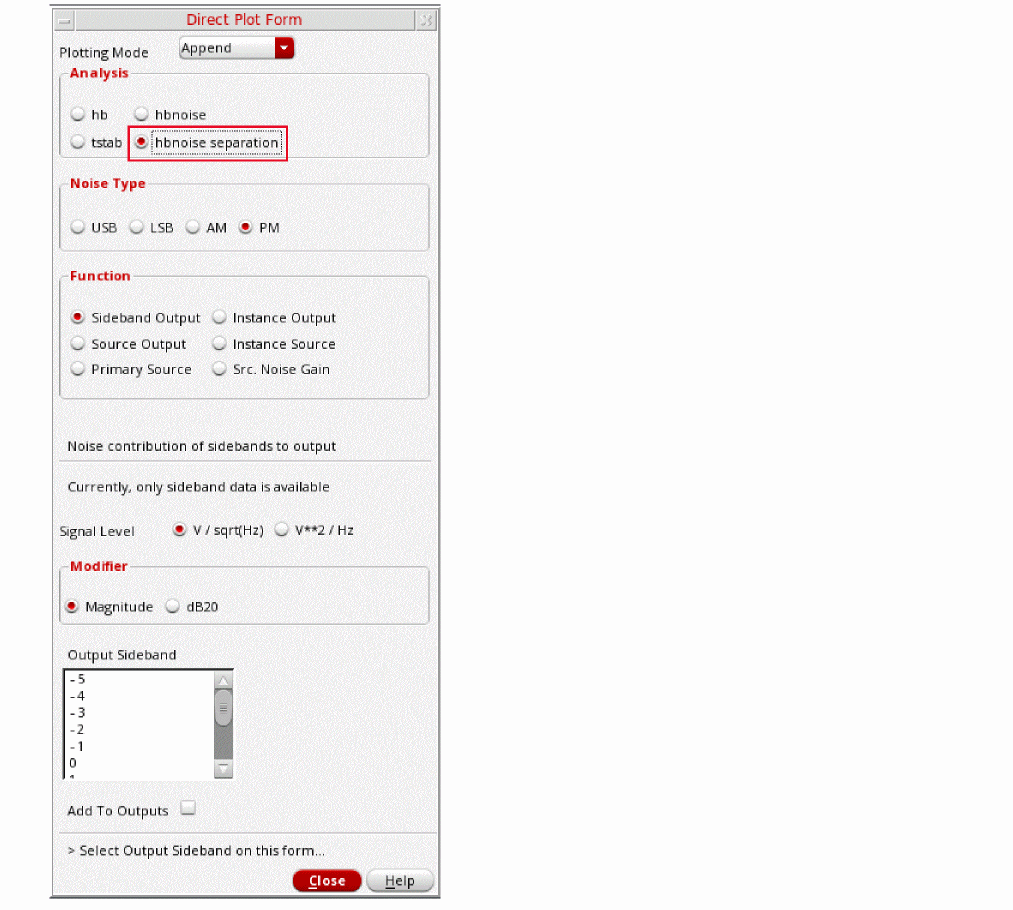 Direct Plot Form
Plotting Mode Append
Analysis
hb hbnoise
tstab hbnoise separation
Noise Type
USB LSB AM PM
Function
Sideband Output Instance Output
Source Output Instance Source
Primary Source Src. Noise Gain
Noise contribution of sidebands to output
Currently, only sideband data is available
Signal Level V / sqrt(Hz) V**2 / Hz
Modifier
Magnitude dB20
Output Sideband
-5
-4
-3
-2
-1
0
Add To Outputs
> Select Output Sideband on this form...
Close Help